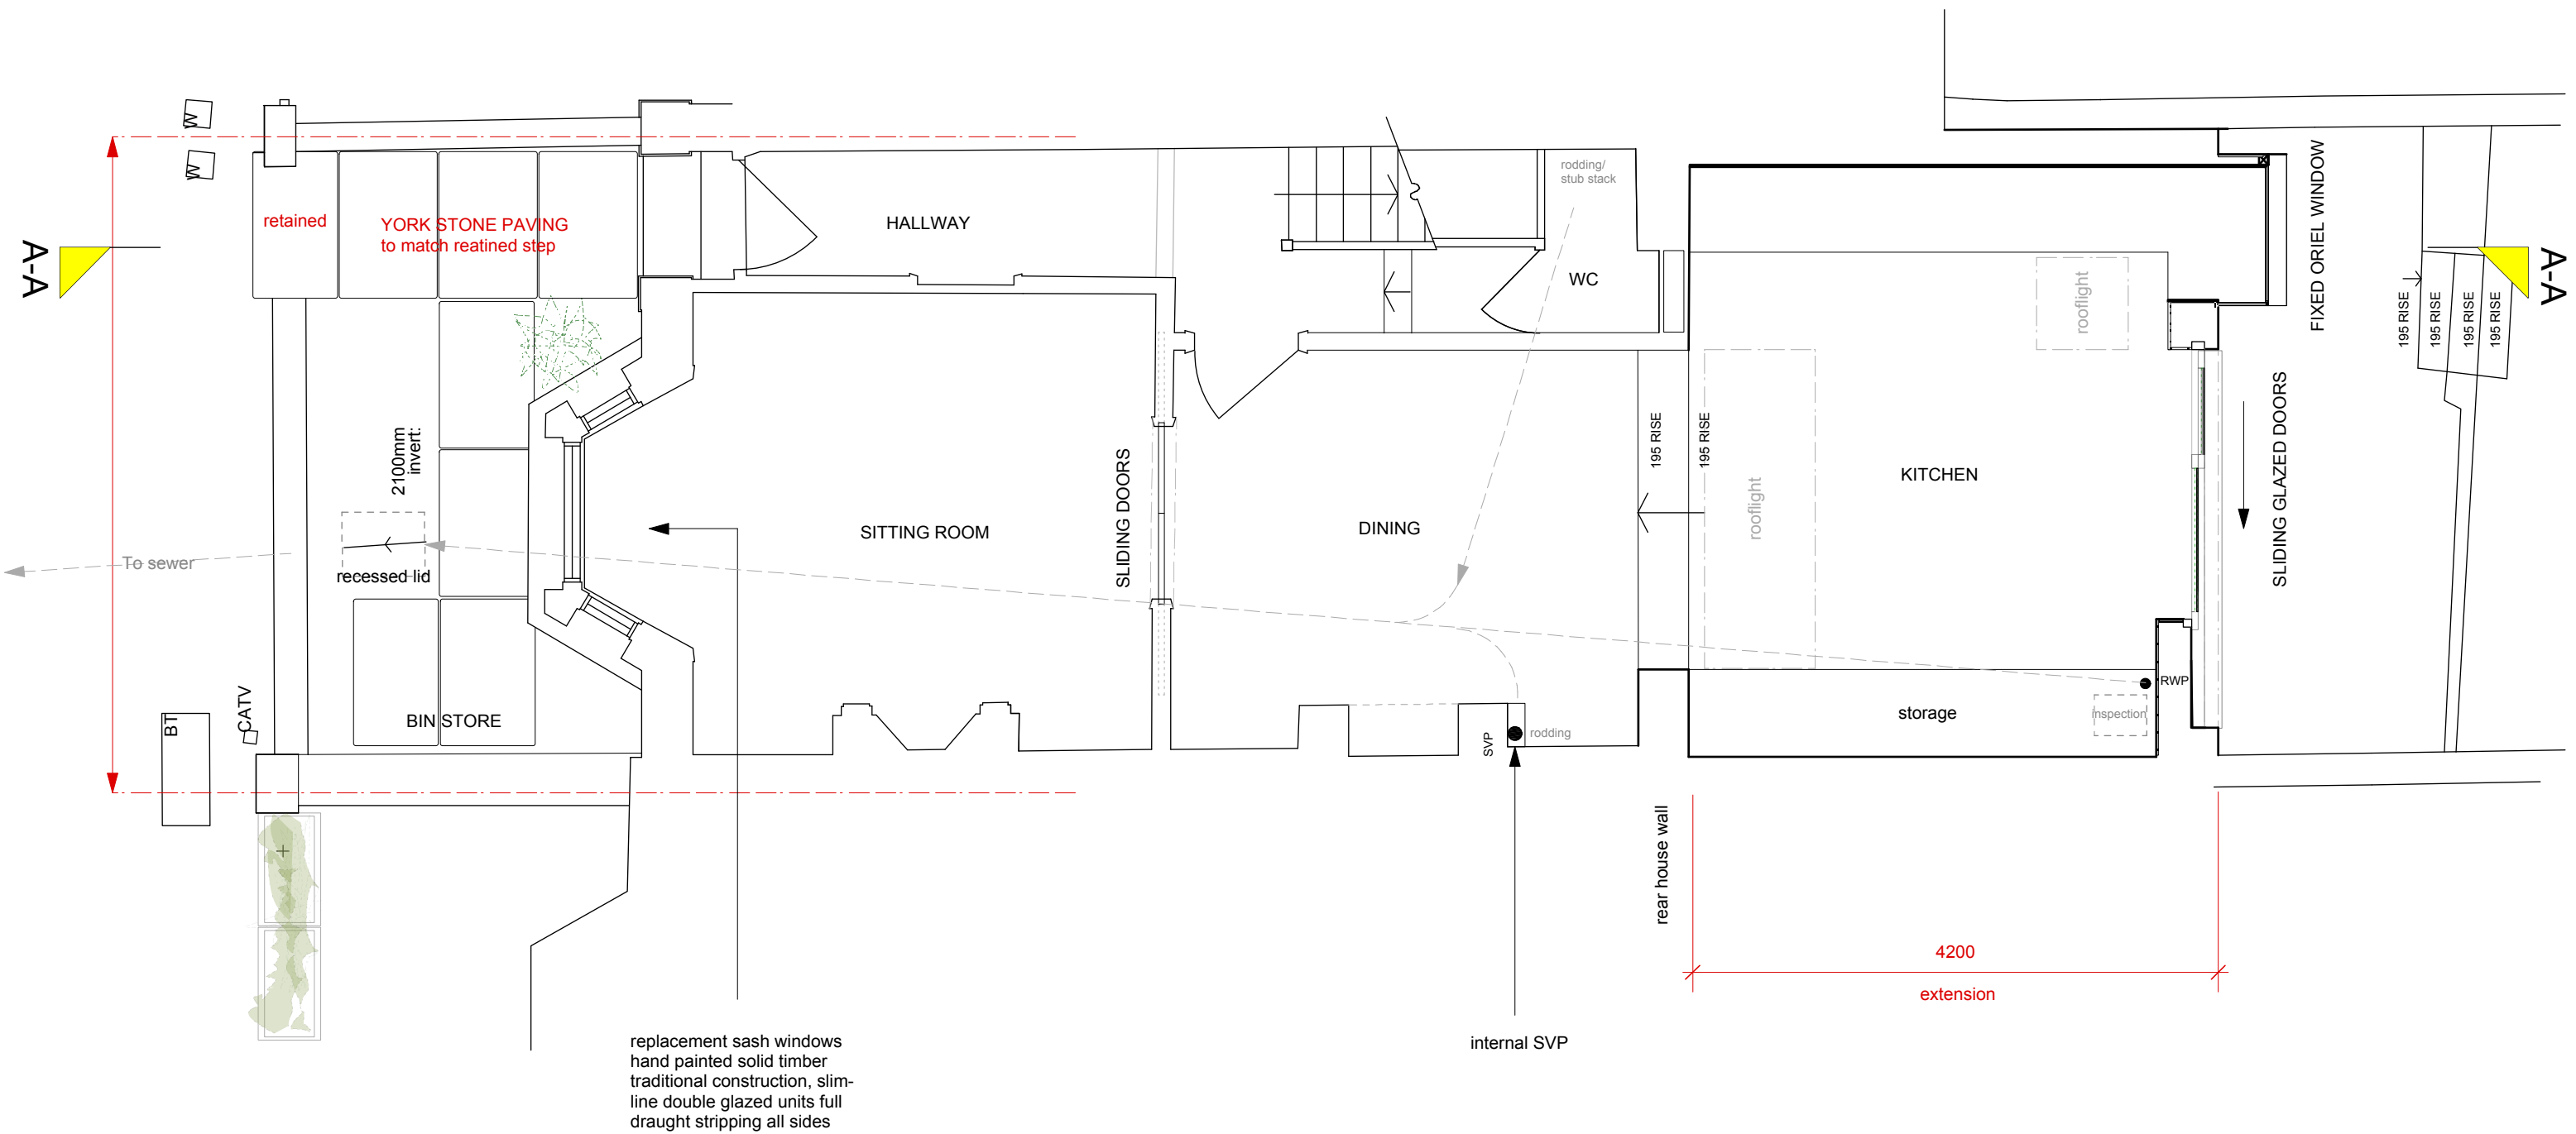 W
W
A-A
retained
YORK STONE PAVING
to match reatined step
HALLWAY
rodding/
stub stack
WC
rooflight
FIXED ORIEL WINDOW
195 RISE
195 RISE
195 RISE
195 RISE
A-A
2100mm
invert:
To sewer
recessed lid
SITTING ROOM
SLIDING DOORS
DINING
195 RISE
195 RISE
rooflight
KITCHEN
SLIDING GLAZED DOORS
BT
CATV
BIN STORE
SVP
rodding
storage
RWP
inspection
rear house wall
4200
extension
internal SVP
replacement sash windows
hand painted solid timber
traditional construction, slim-
line double glazed units full
draught stripping all sides